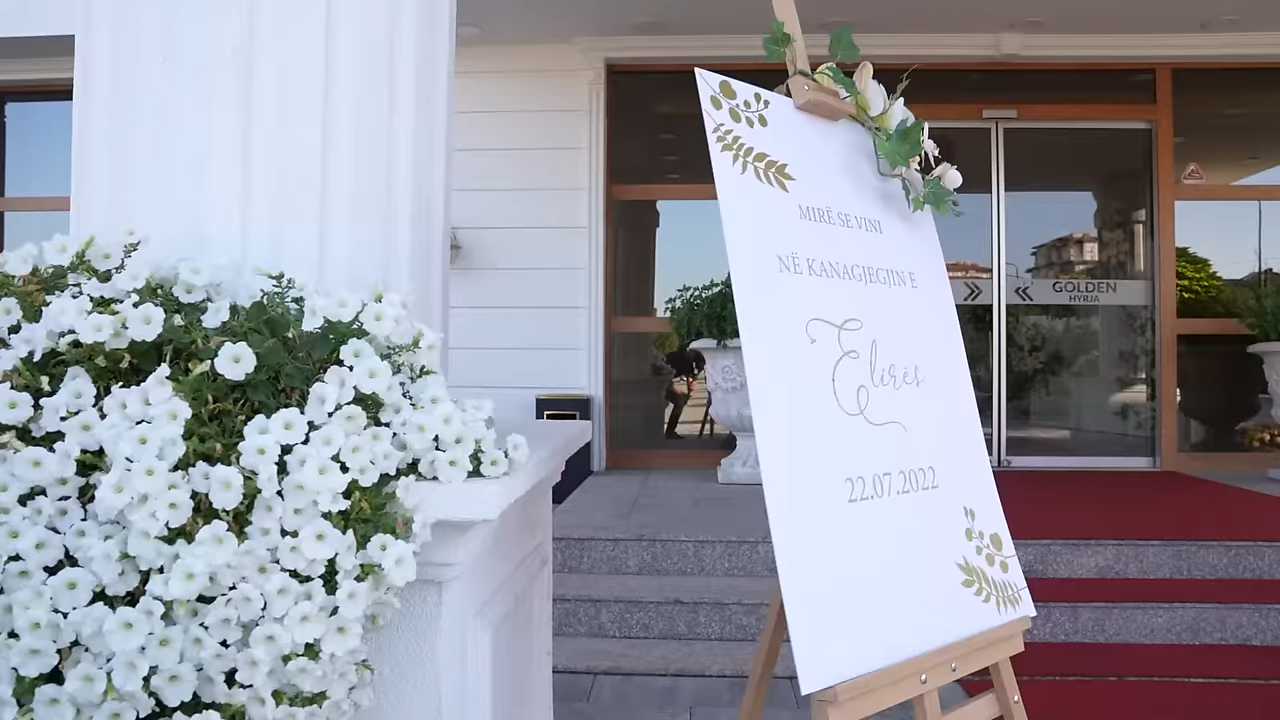 MIRË SE VINI
NË KANAGJEGJIN E
Elirës
22.07.2022
GOLDEN
HYRJA